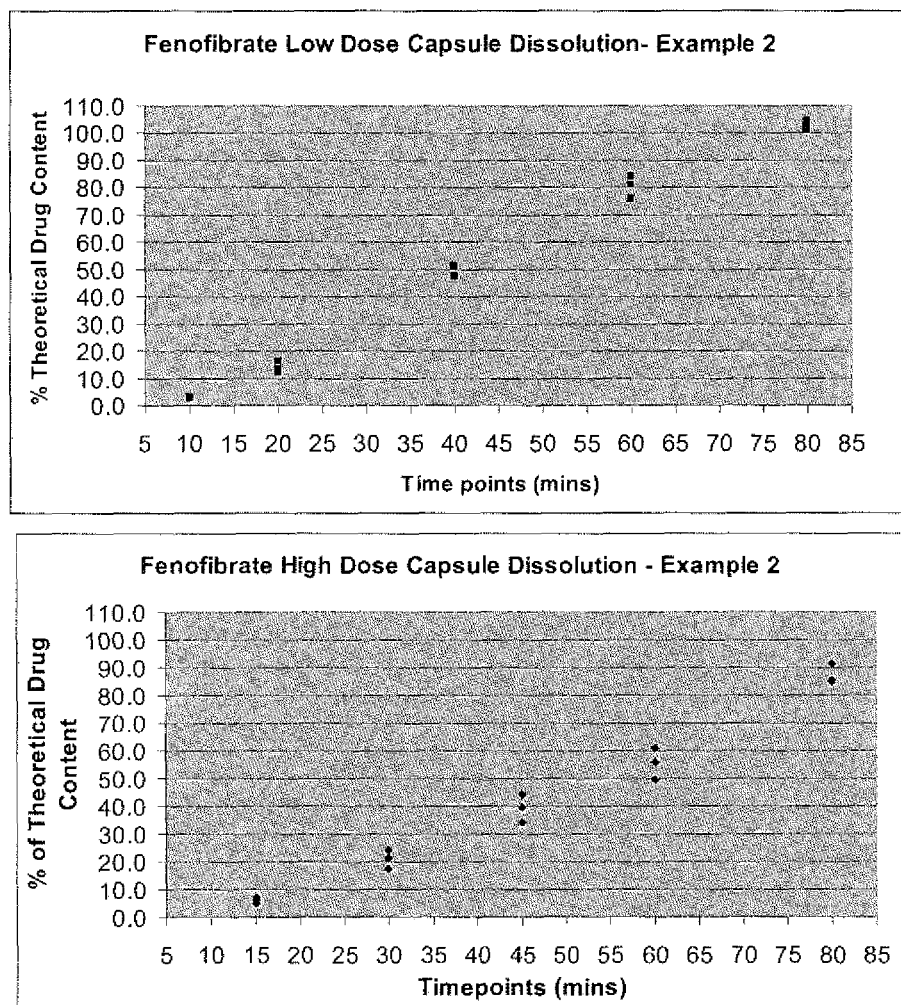 Fenofibrate Low Dose Capsule Dissolution- Example 2
% Theoretical Drug Content
110.0
100.0
90.0
80.0
70.0
60.0
50.0
40.0
30.0
20.0
10.0
0.0
5 10 15 20 25 30 35 40 45 50 55 60 65 70 75 80 85
Time points (mins)
Fenofibrate High Dose Capsule Dissolution - Example 2
% of Theoretical Drug
Content
110.0
100.0
90.0
80.0
70.0
60.0
50.0
40.0
30.0
20.0
10.0
0.0
5 10 15 20 25 30 35 40 45 50 55 60 65 70 75 80 85
Timepoints (mins)